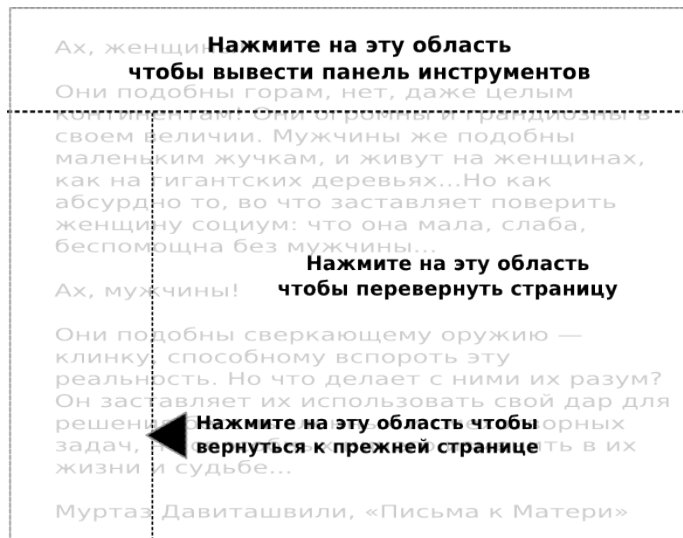 Ах, женщины
Нажмите на эту область
чтобы вывести панель инструментов
Они подобны горам, нет, даже целым
континентам! Они огромны и грандиозны в
своем величии. Мужчины же подобны
маленьким жучкам, и живут на женщинах,
как на гигантских деревьях...Но как
абсурдно то, во что заставляет поверить
женщину социум: что она мала, слаба,
беспомощна без мужчины...
Нажмите на эту область
чтобы перевернуть страницу
Ах, мужчины!
Они подобны сверкающему оружию —
клинку, способному вспороть эту
реальность. Но что делает с ними их разум?
Он заставляет их использовать свой дар для
Нажмите на эту область чтобы
вернуться к прежней странице
задач, в их
жизни и судьбе...
Муртаз Давиташвили, «Письма к Матери»